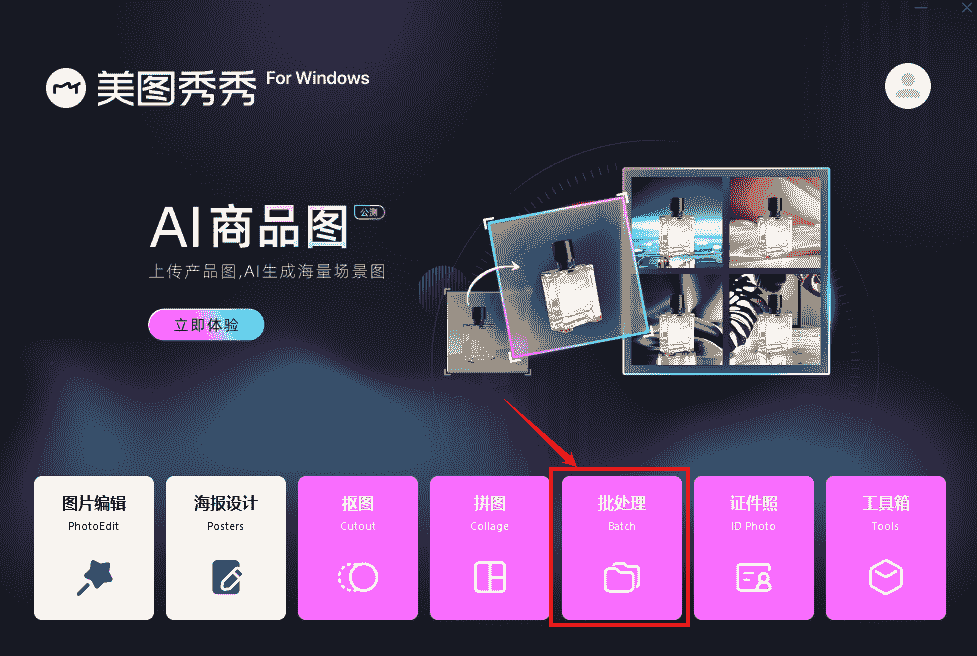 美图秀秀 For Windows
AI商品图 公测
上传产品图,AI生成海量场景图
立即体验
图片编辑
PhotoEdit
海报设计
Posters
抠图
Cutout
拼图
Collage
批处理
Batch
证件照
ID Photo
工具箱
Tools